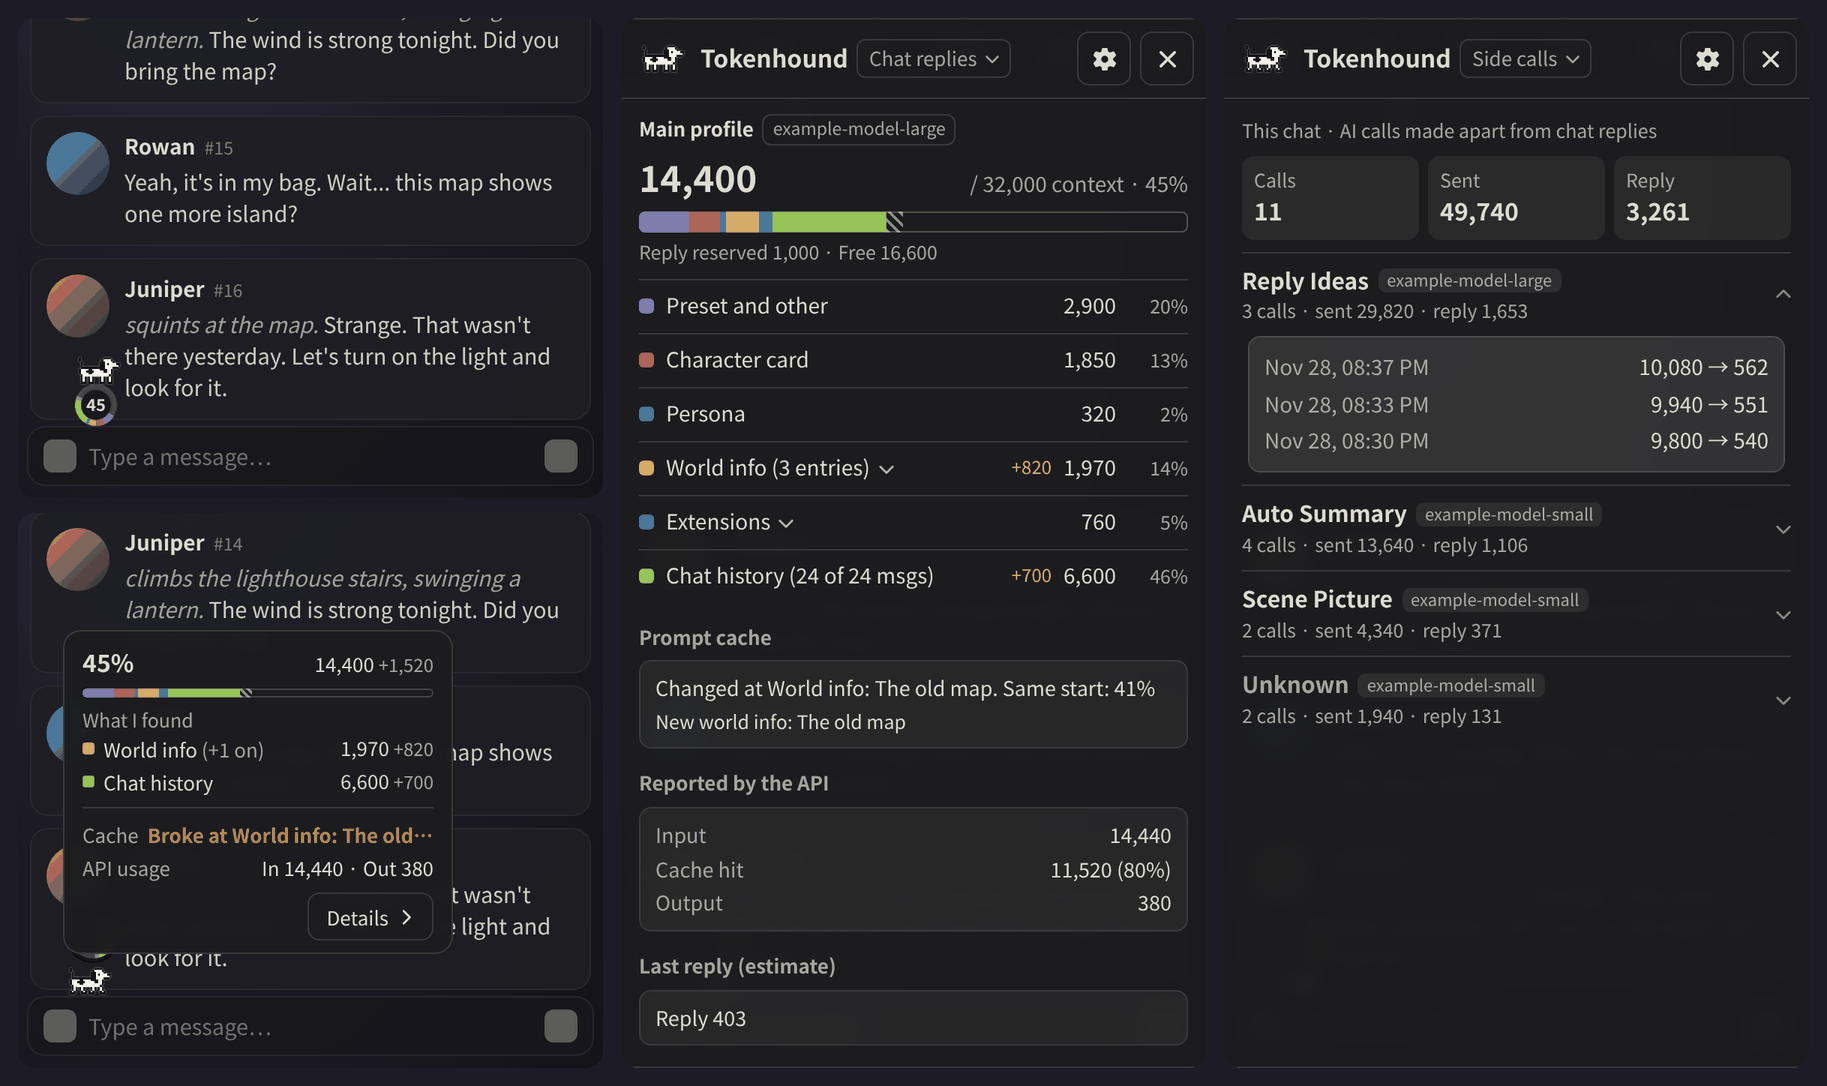 lantern. The wind is strong tonight. Did you
bring the map?
Rowan #15
Yeah, it's in my bag. Wait... this map shows
one more island?
Juniper #16
squints at the map. Strange. That wasn't
there yesterday. Let's turn on the light and
look for it.
45
Type a message…
Juniper #14
climbs the lighthouse stairs, swinging a
lantern. The wind is strong tonight. Did you
45%
14,400 +1,520
What I found
World info (+1 on) 1,970 +820
Chat history 6,600 +700
Cache Broke at World info: The old…
API usage In 14,440 · Out 380
Details
map shows
t wasn't
e light and
look for it.
Type a message…
Tokenhound Chat replies
Main profile example-model-large
14,400 / 32,000 context · 45%
Reply reserved 1,000 · Free 16,600
Preset and other 2,900 20%
Character card 1,850 13%
Persona 320 2%
World info (3 entries) +820 1,970 14%
Extensions 760 5%
Chat history (24 of 24 msgs) +700 6,600 46%
Prompt cache
Changed at World info: The old map. Same start: 41%
New world info: The old map
Reported by the API
Input 14,440
Cache hit 11,520 (80%)
Output 380
Last reply (estimate)
Reply 403
Tokenhound Side calls
This chat · AI calls made apart from chat replies
Calls Sent Reply
11 49,740 3,261
Reply Ideas example-model-large
3 calls · sent 29,820 · reply 1,653
Nov 28, 08:37 PM 10,080 → 562
Nov 28, 08:33 PM 9,940 → 551
Nov 28, 08:30 PM 9,800 → 540
Auto Summary example-model-small
4 calls · sent 13,640 · reply 1,106
Scene Picture example-model-small
2 calls · sent 4,340 · reply 371
Unknown example-model-small
2 calls · sent 1,940 · reply 131